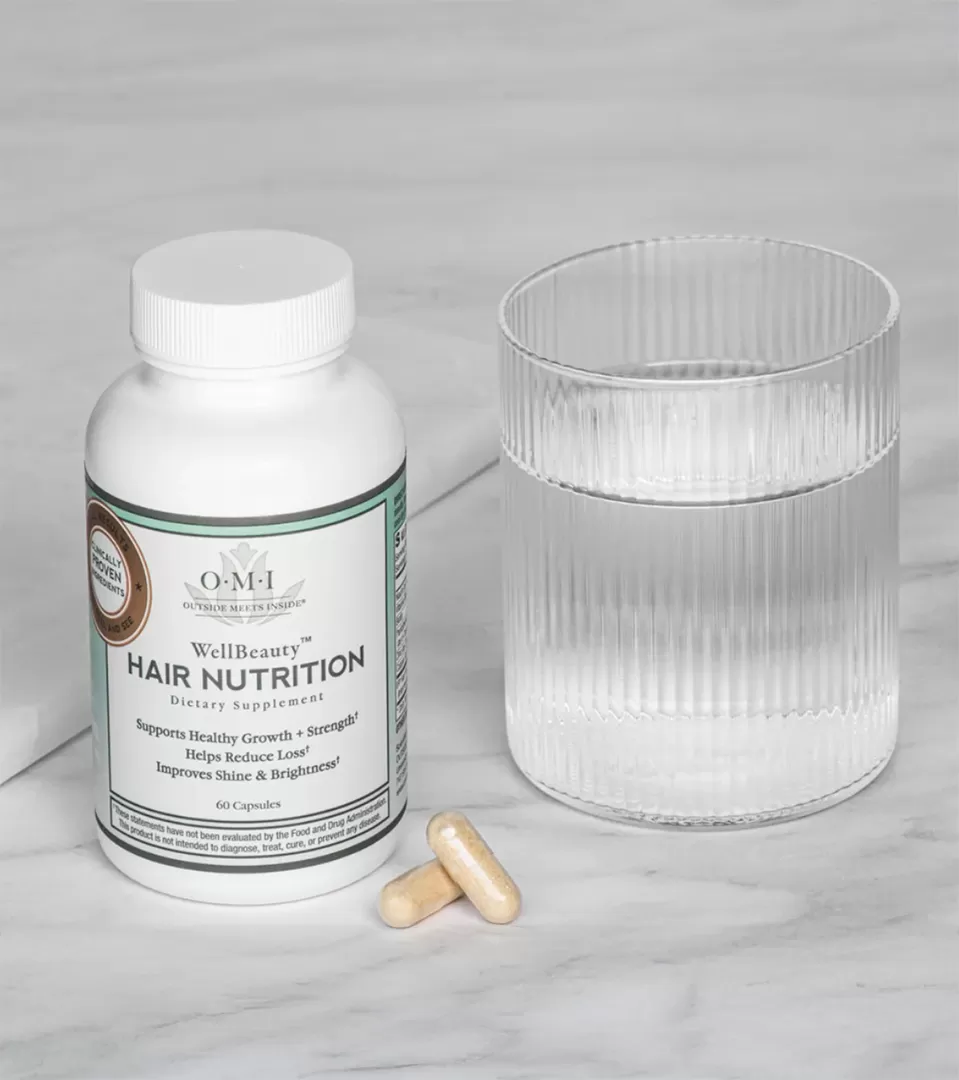 CLINICALLY
PROVEN
INGREDIENTS
AND SEE
O·M·I
OUTSIDE MEETS INSIDE®
WellBeauty™
HAIR NUTRITION
Dietary Supplement
Supports Healthy Growth + Strength†
Helps Reduce Loss†
Improves Shine & Brightness†
60 Capsules
†These statements have not been evaluated by the Food and Drug Administration.
This product is not intended to diagnose, treat, cure, or prevent any disease.